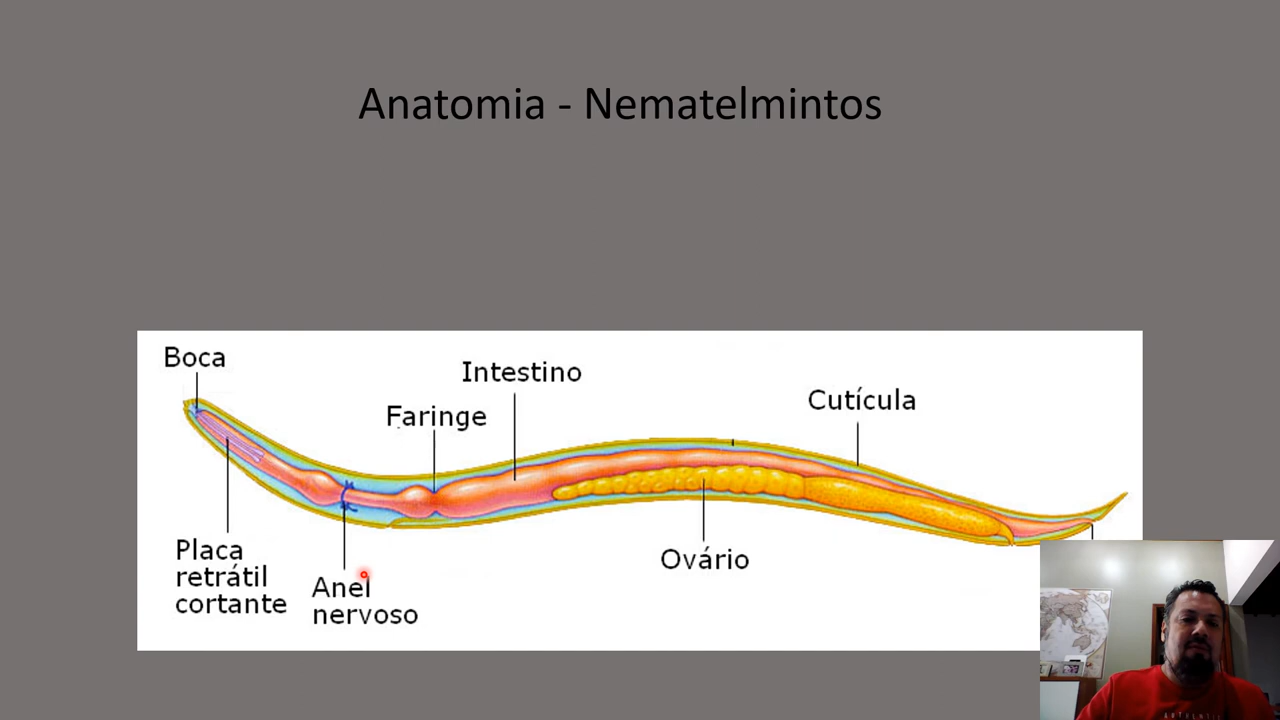 Anatomia - Nematelmintos
Boca
Intestino
Faringe
Cutícula
Ovário
Placa
retrátil
cortante
Anel
nervoso